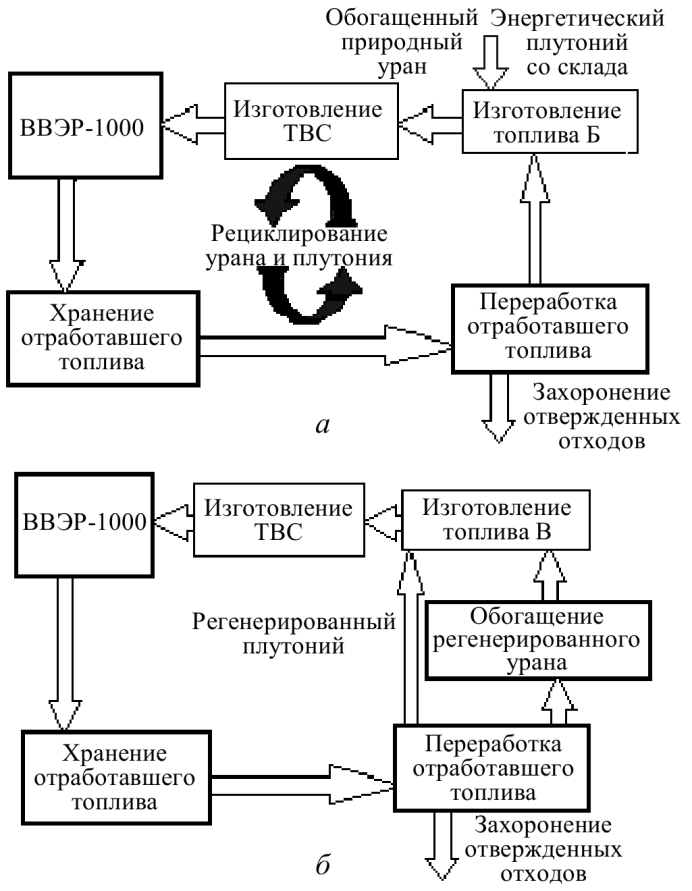 Обогащенный
природный
уран
Энергетический
плутоний
со склада
ВВЭР-1000
Изготовление
ТВС
Изготовление
топлива Б
Рециклирование
урана и плутония
Хранение
отработавшего
топлива
Переработка
отработавшего
топлива
Захоронение
отвержденных
отходов
а
ВВЭР-1000
Изготовление
ТВС
Изготовление
топлива В
Регенерированный
плутоний
Обогащение
регенерированного
урана
Хранение
отработавшего
топлива
Переработка
отработавшего
топлива
Захоронение
отвержденных
отходов
б